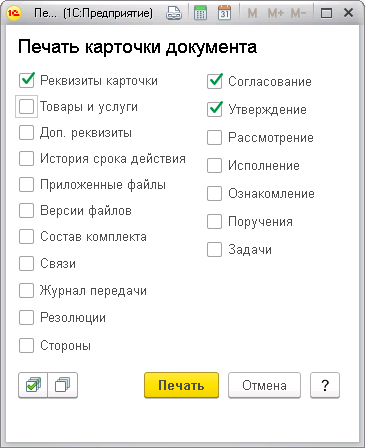 Пе... (1С:Предприятие)
M M+ M-
Печать карточки документа
Реквизиты карточки
Товары и услуги
Доп. реквизиты
История срока действия
Приложенные файлы
Версии файлов
Состав комплекта
Связи
Журнал передачи
Резолюции
Стороны
Согласование
Утверждение
Рассмотрение
Исполнение
Ознакомление
Поручения
Задачи
Печать
Отмена
?